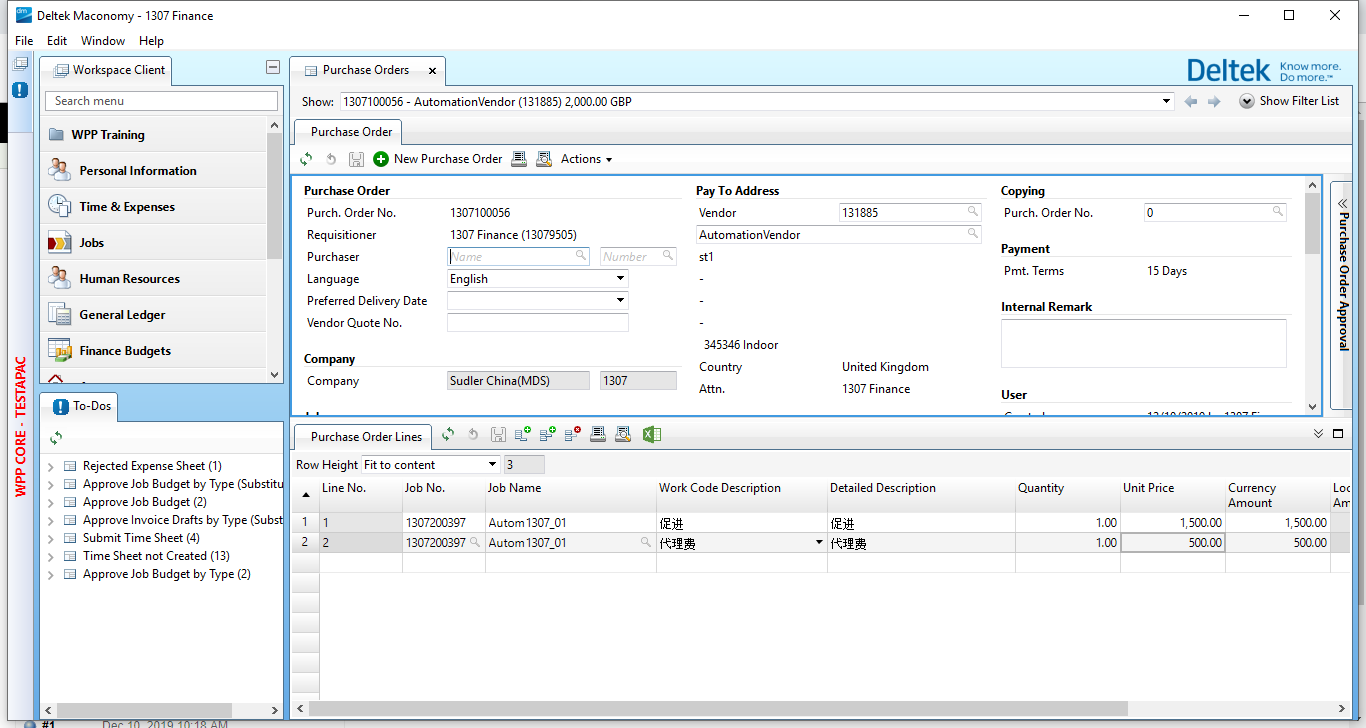 Deltek Maconomy - 1307 Finance
File Edit Window Help
Workspace Client
Search menu
WPP Training
Personal Information
Time & Expenses
Jobs
Human Resources
General Ledger
Finance Budgets
WPP CORE - TESTAPAC
To-Dos
Rejected Expense Sheet (1)
Approve Job Budget by Type (Substitu
Approve Job Budget (2)
Approve Invoice Drafts by Type (Subst
Submit Time Sheet (4)
Time Sheet not Created (13)
Approve Job Budget by Type (2)
Purchase Orders
Deltek Know more.
Do more.™
Show: 1307100056 - AutomationVendor (131885) 2,000.00 GBP
Show Filter List
Purchase Order
New Purchase Order Actions
Purchase Order
Purch. Order No. 1307100056
Requisitioner 1307 Finance (13079505)
Purchaser Name Number
Language English
Preferred Delivery Date
Vendor Quote No.
Company
Company Sudler China(MDS) 1307
Pay To Address
Vendor 131885
AutomationVendor
st1
-
-
-
345346 Indoor
Country United Kingdom
Attn. 1307 Finance
Copying
Purch. Order No. 0
Payment
Pmt. Terms 15 Days
Internal Remark
User
Purchase Order Approval
Purchase Order Lines
Row Height Fit to content 3
Line No. Job No. Job Name Work Code Description Detailed Description Quantity Unit Price Currency Amount Loc Am
1 1 1307200397 Autom1307_01 促进 促进 1.00 1,500.00 1,500.00
2 2 1307200397 Autom1307_01 代理费 代理费 1.00 500.00 500.00
#1 Dec 10, 2019 10:18 AM